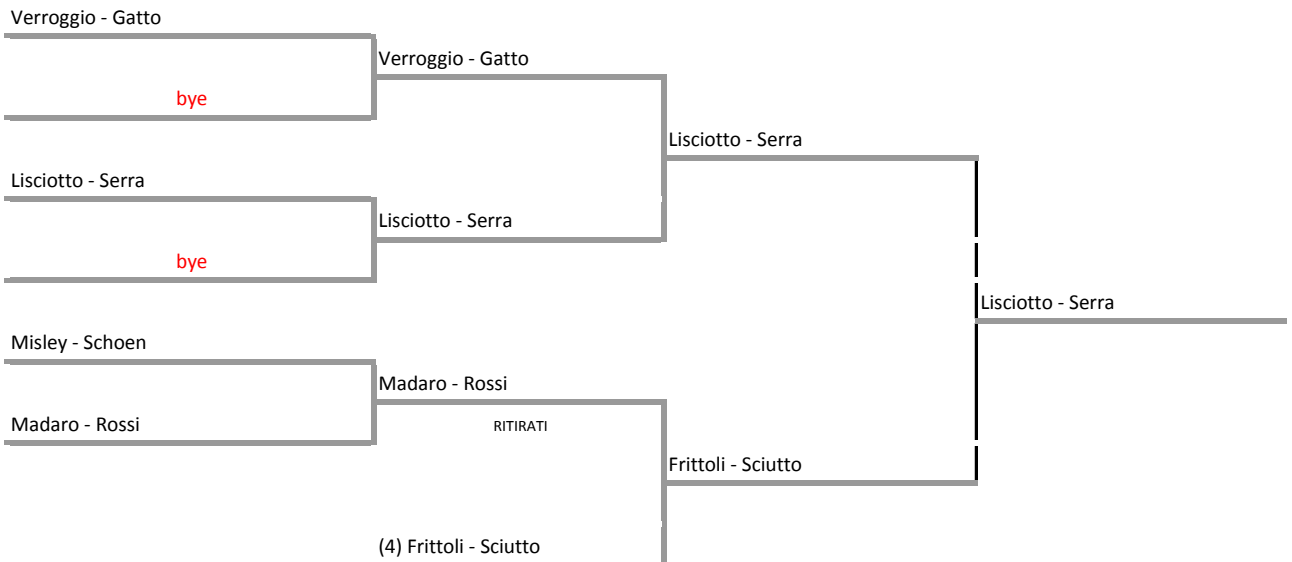 Verroggio - Gatto
Verroggio - Gatto
bye
Lisciotto - Serra
Lisciotto - Serra
Lisciotto - Serra
bye
Lisciotto - Serra
Misley - Schoen
Madaro - Rossi
Madaro - Rossi
RITIRATI
Frittoli - Sciutto
(4) Frittoli - Sciutto